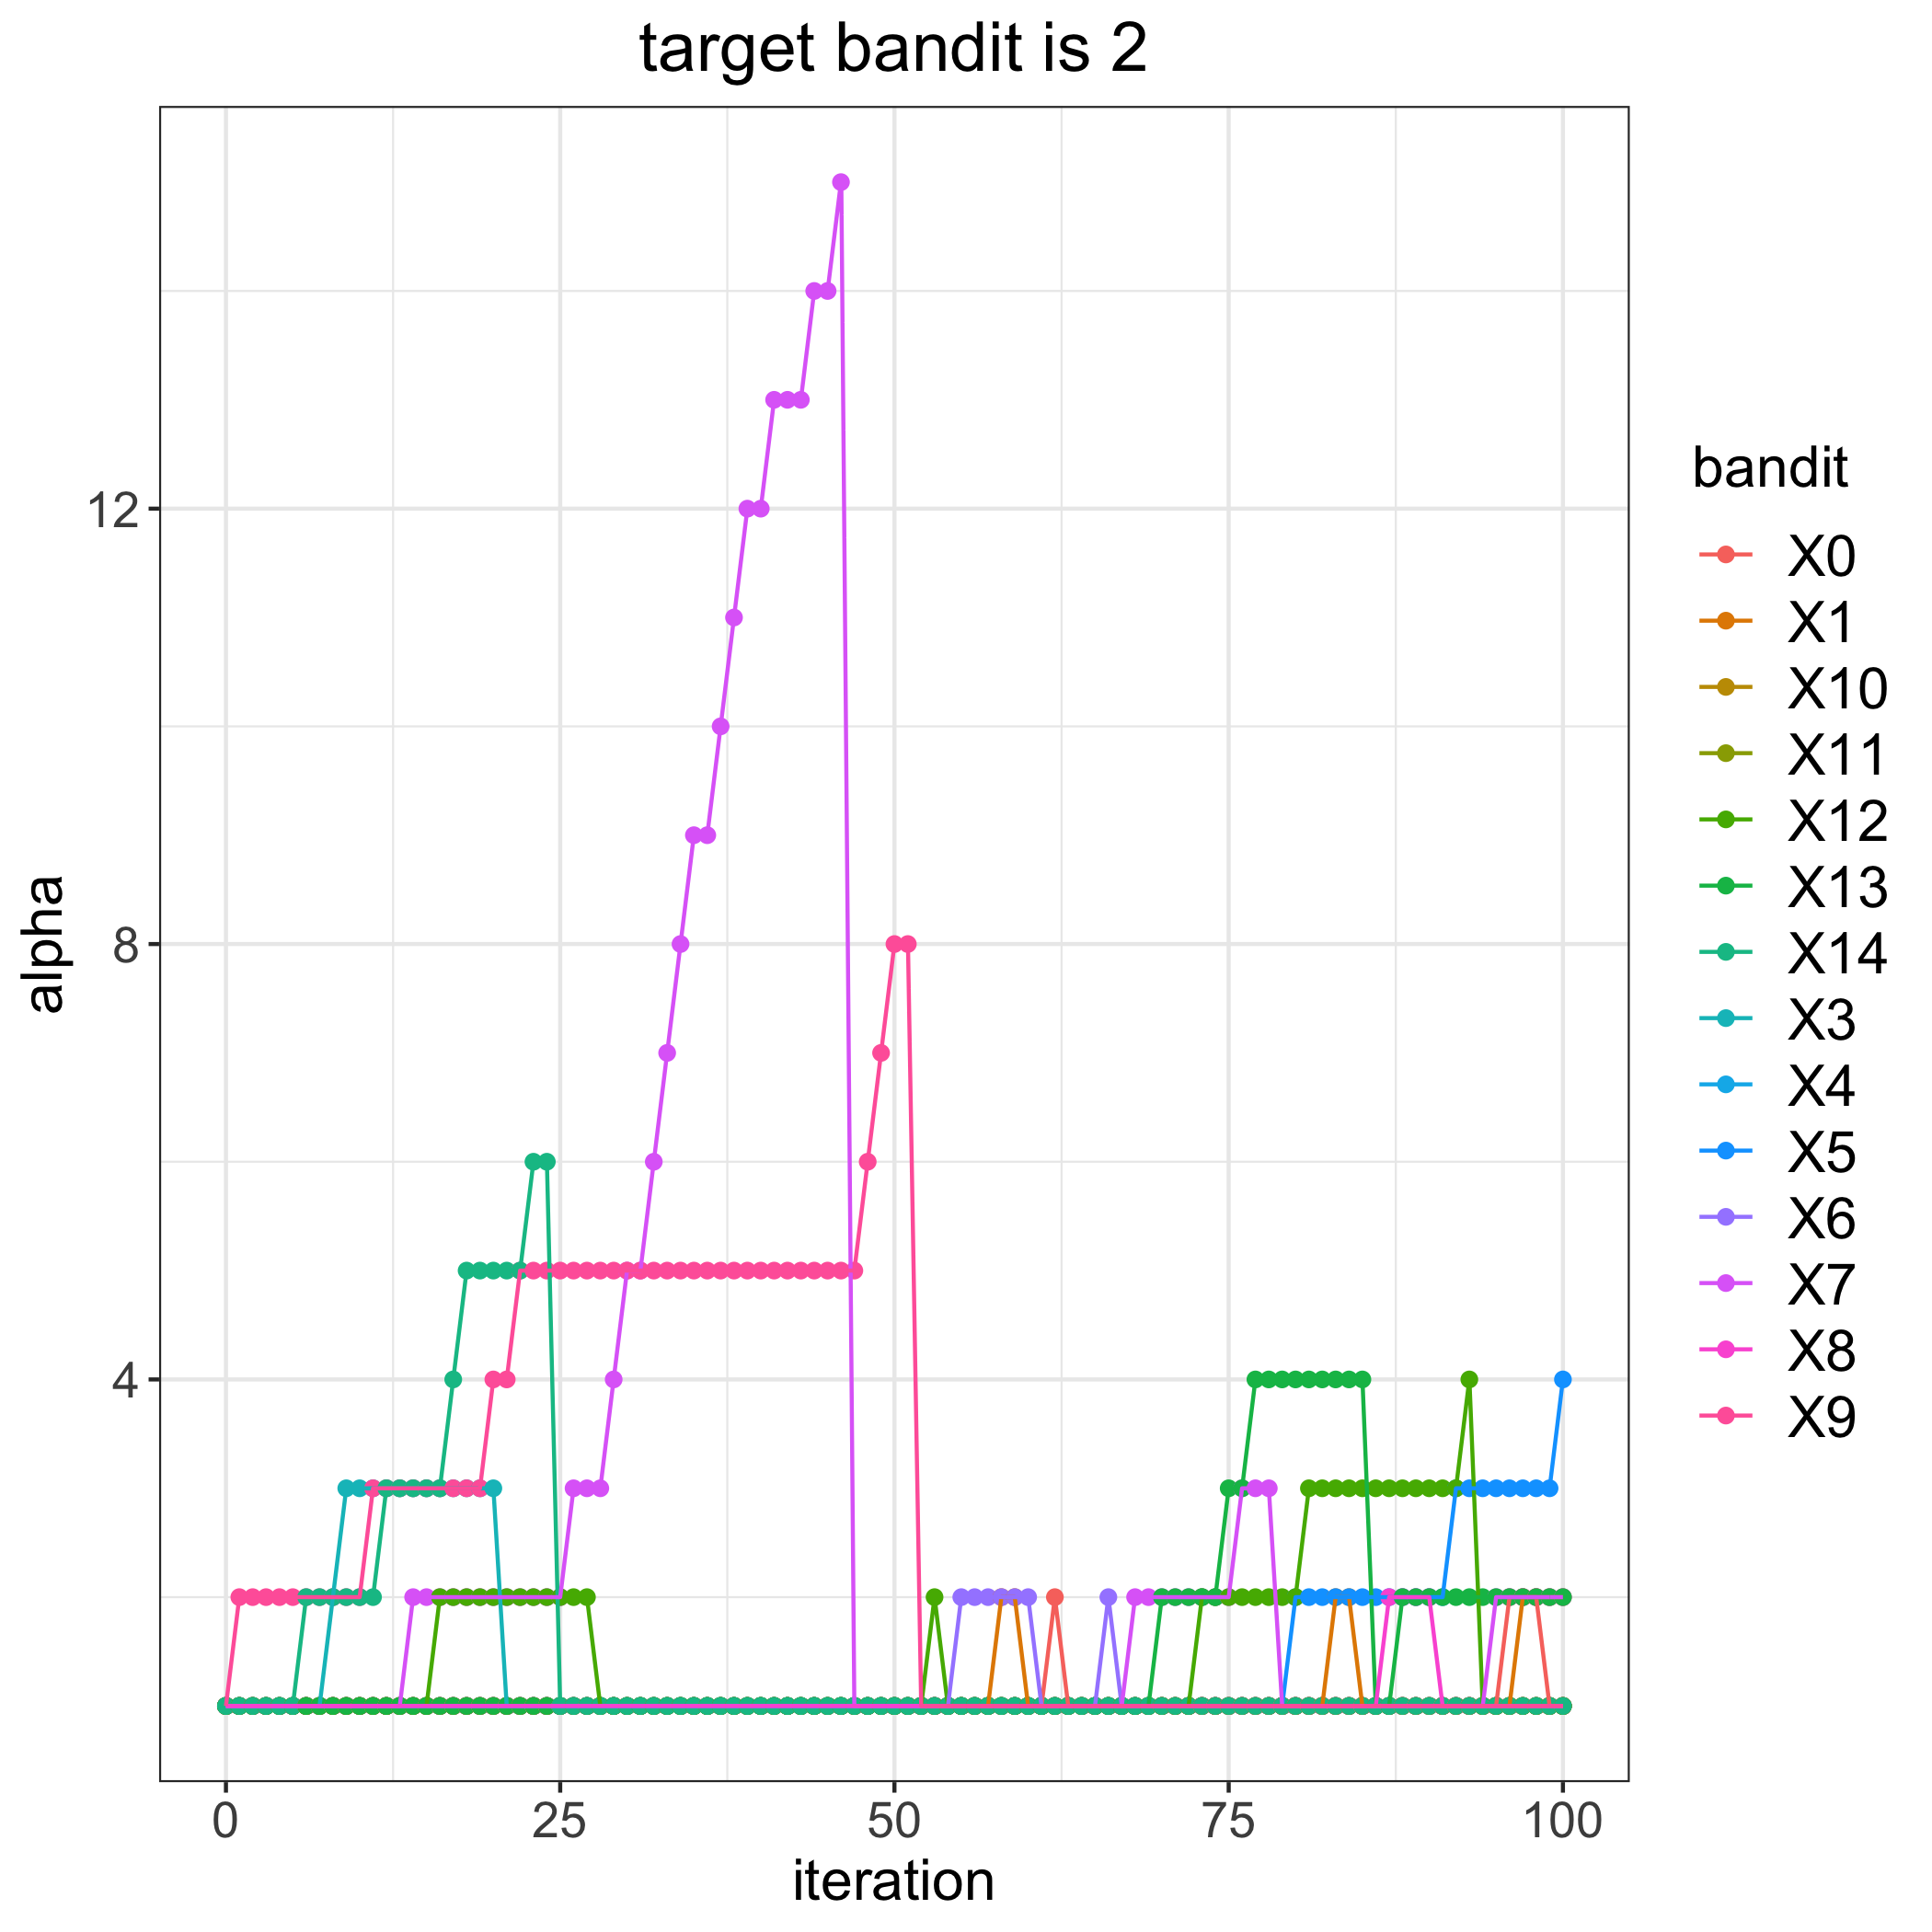 target bandit is 2
12
8
4
alpha
0
25
50
75
100
iteration
bandit
X0
X1
X10
X11
X12
X13
X14
X3
X4
X5
X6
X7
X8
X9